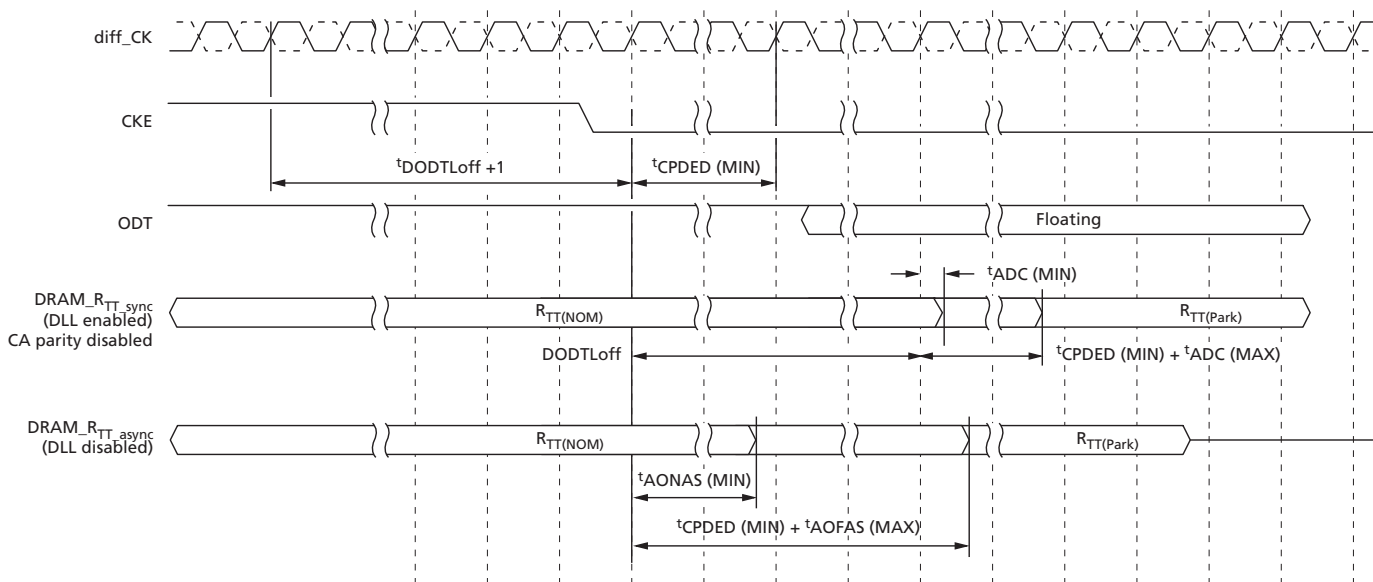 diff_CK
CKE
tDODTLoff +1
tCPDED (MIN)
ODT
Floating
tADC (MIN)
DRAM_RTT_sync
(DLL enabled)
CA parity disabled
RTT(NOM)
RTT(Park)
DODTLoff
tCPDED (MIN) + tADC (MAX)
DRAM_RTT_async
(DLL disabled)
RTT(NOM)
RTT(Park)
tAONAS (MIN)
tCPDED (MIN) + tAOFAS (MAX)